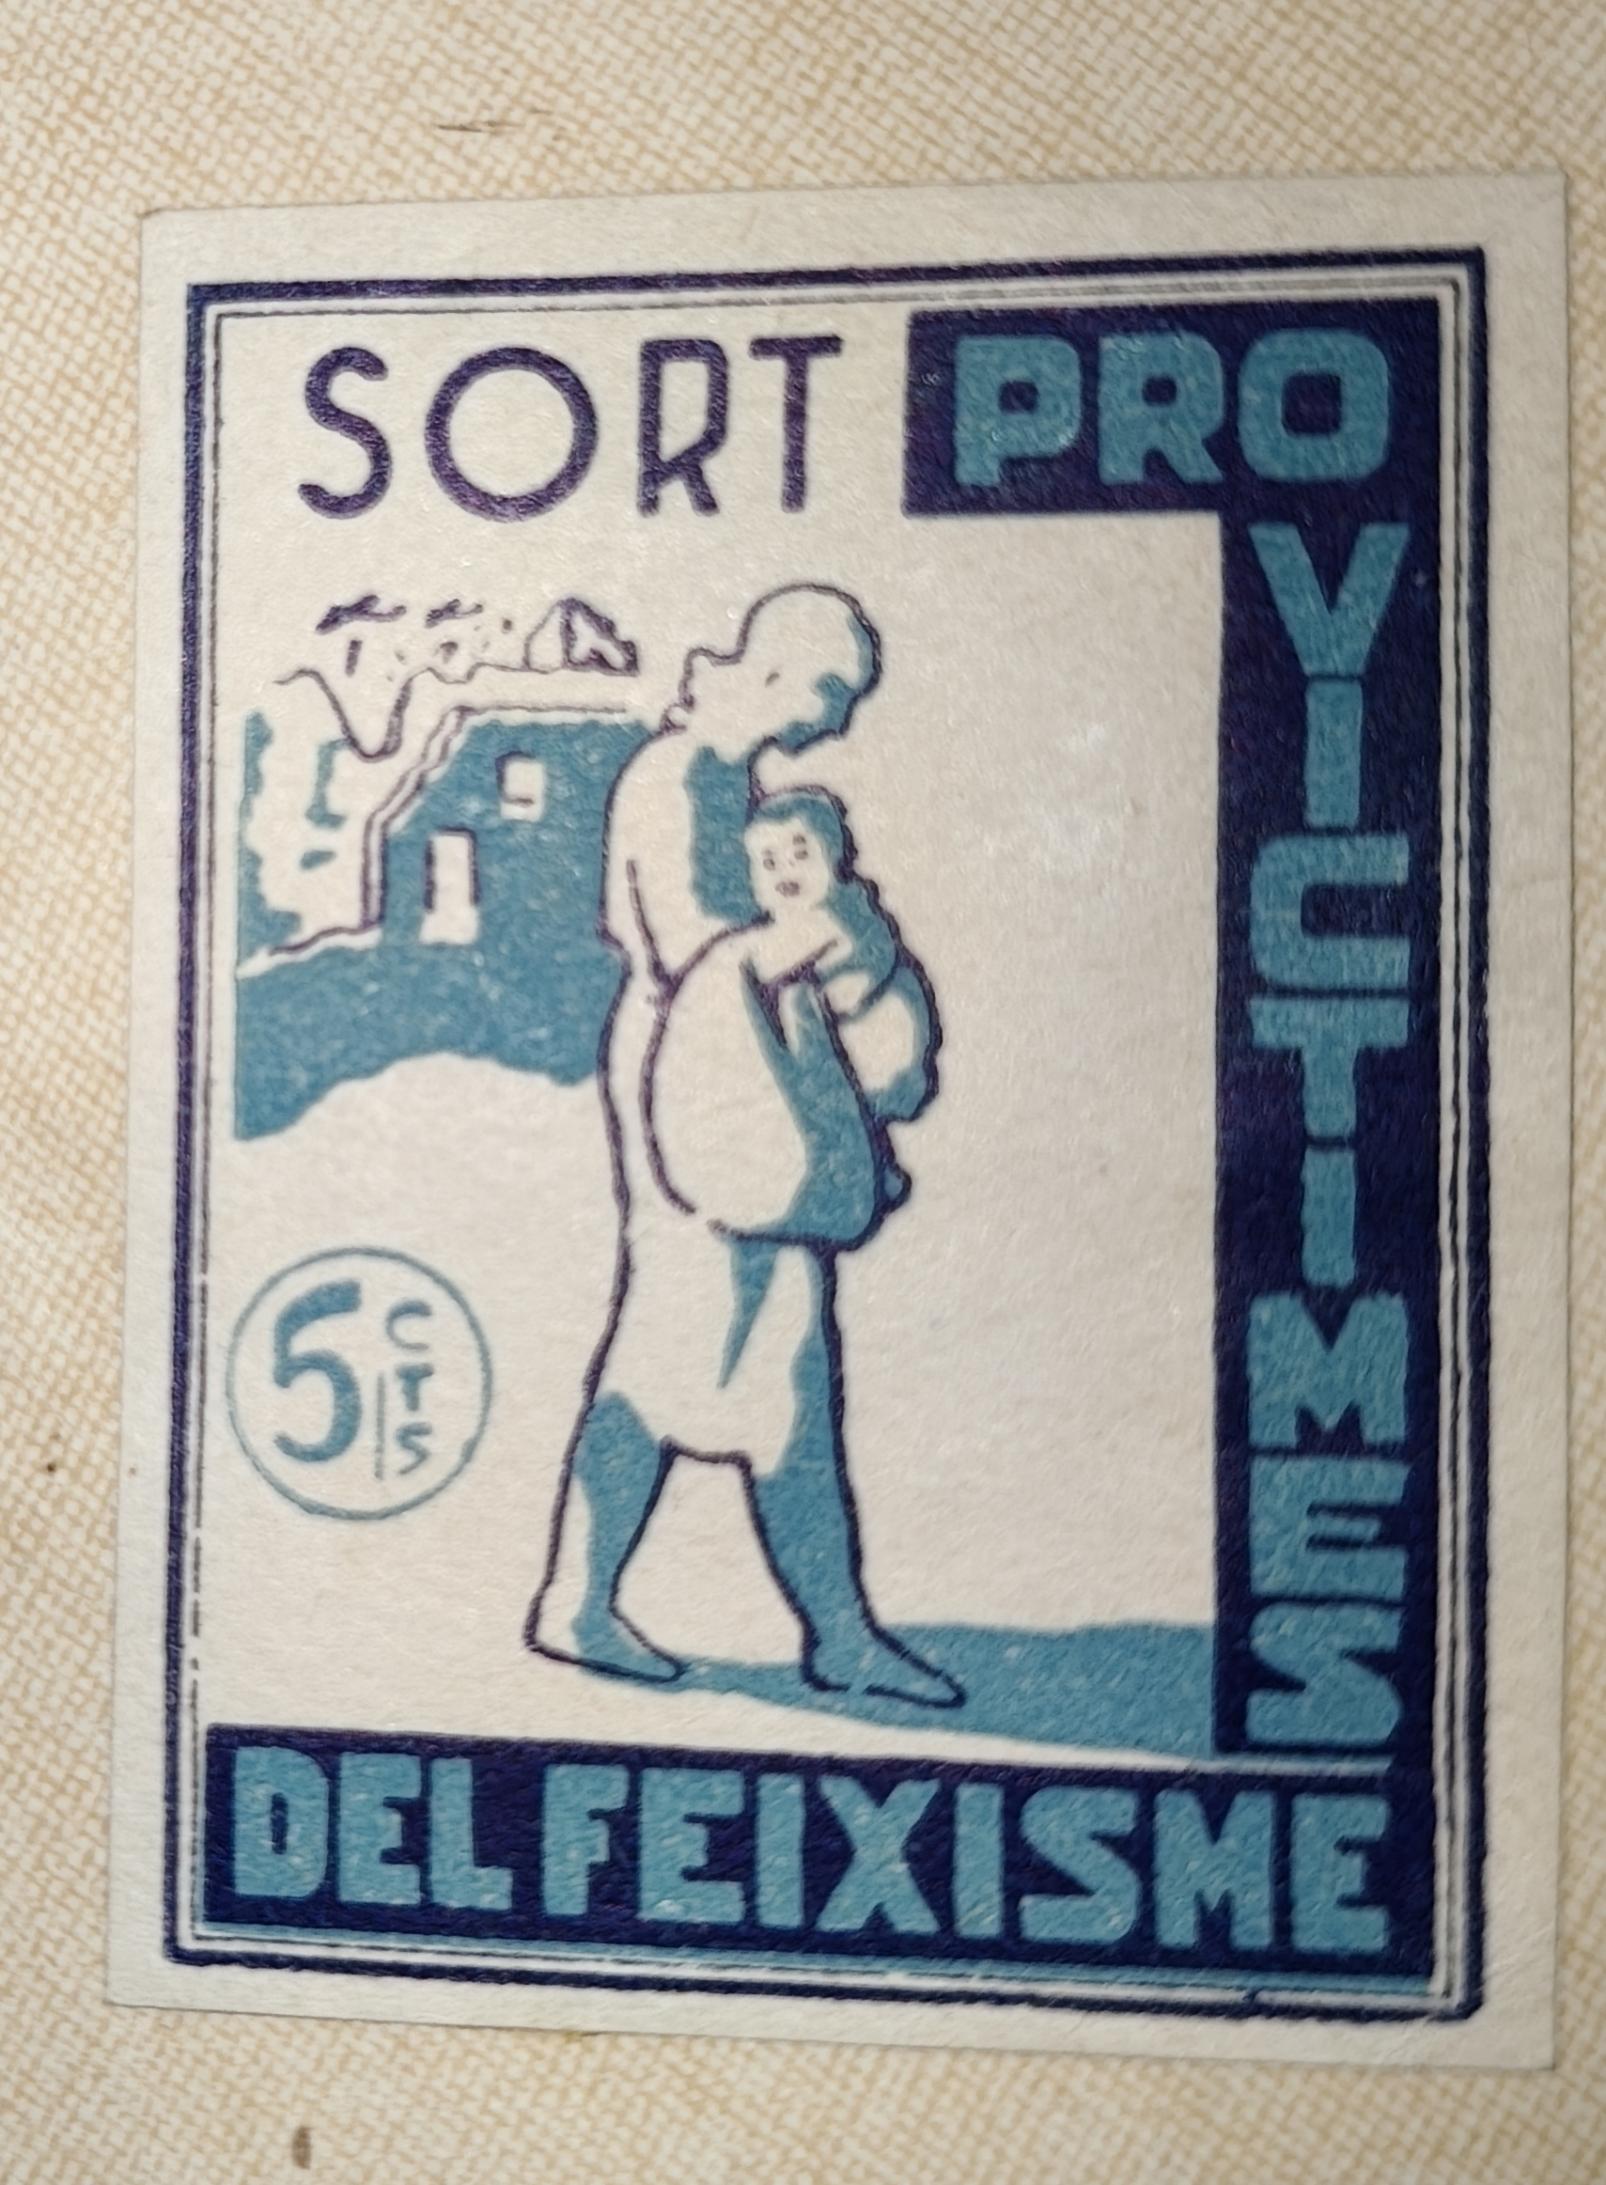 SORT PRO
VICTIMES
5 CTS
DEL FEIXISME